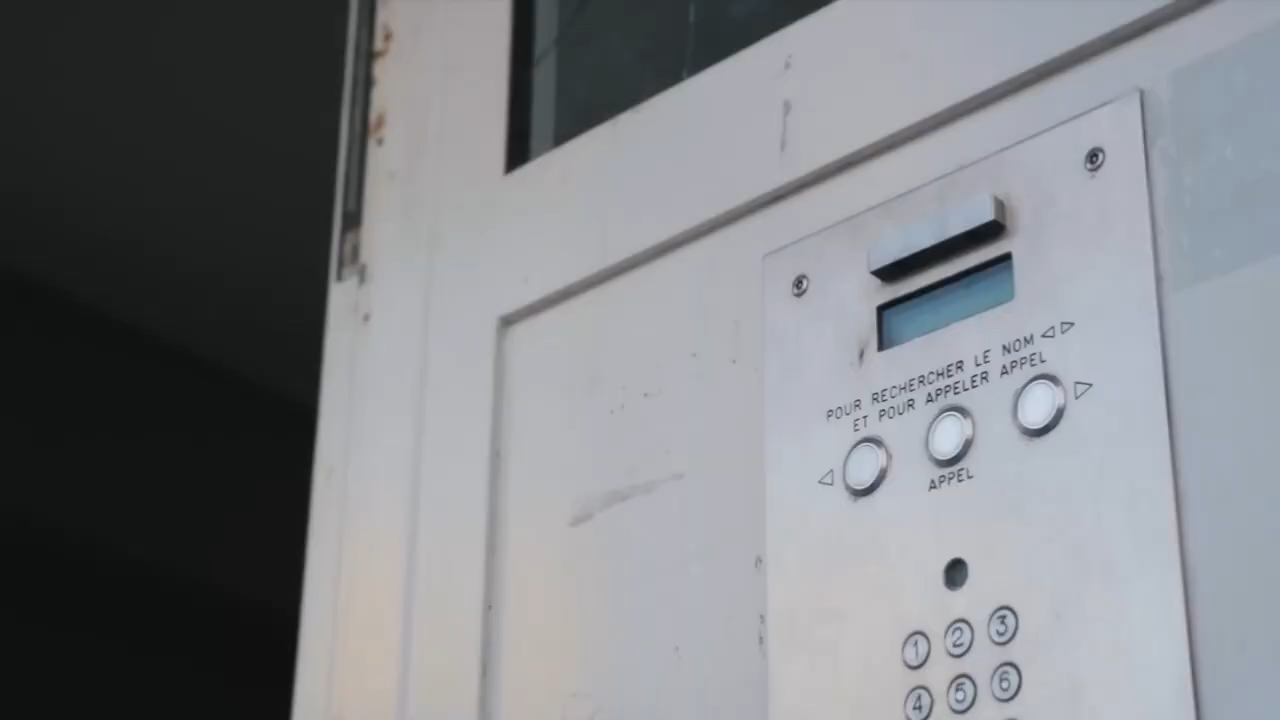 POUR RECHERCHER LE NOM ◁ ▷
ET POUR APPELER APPEL
◁ ▷
APPEL
1 2 3
4 5 6